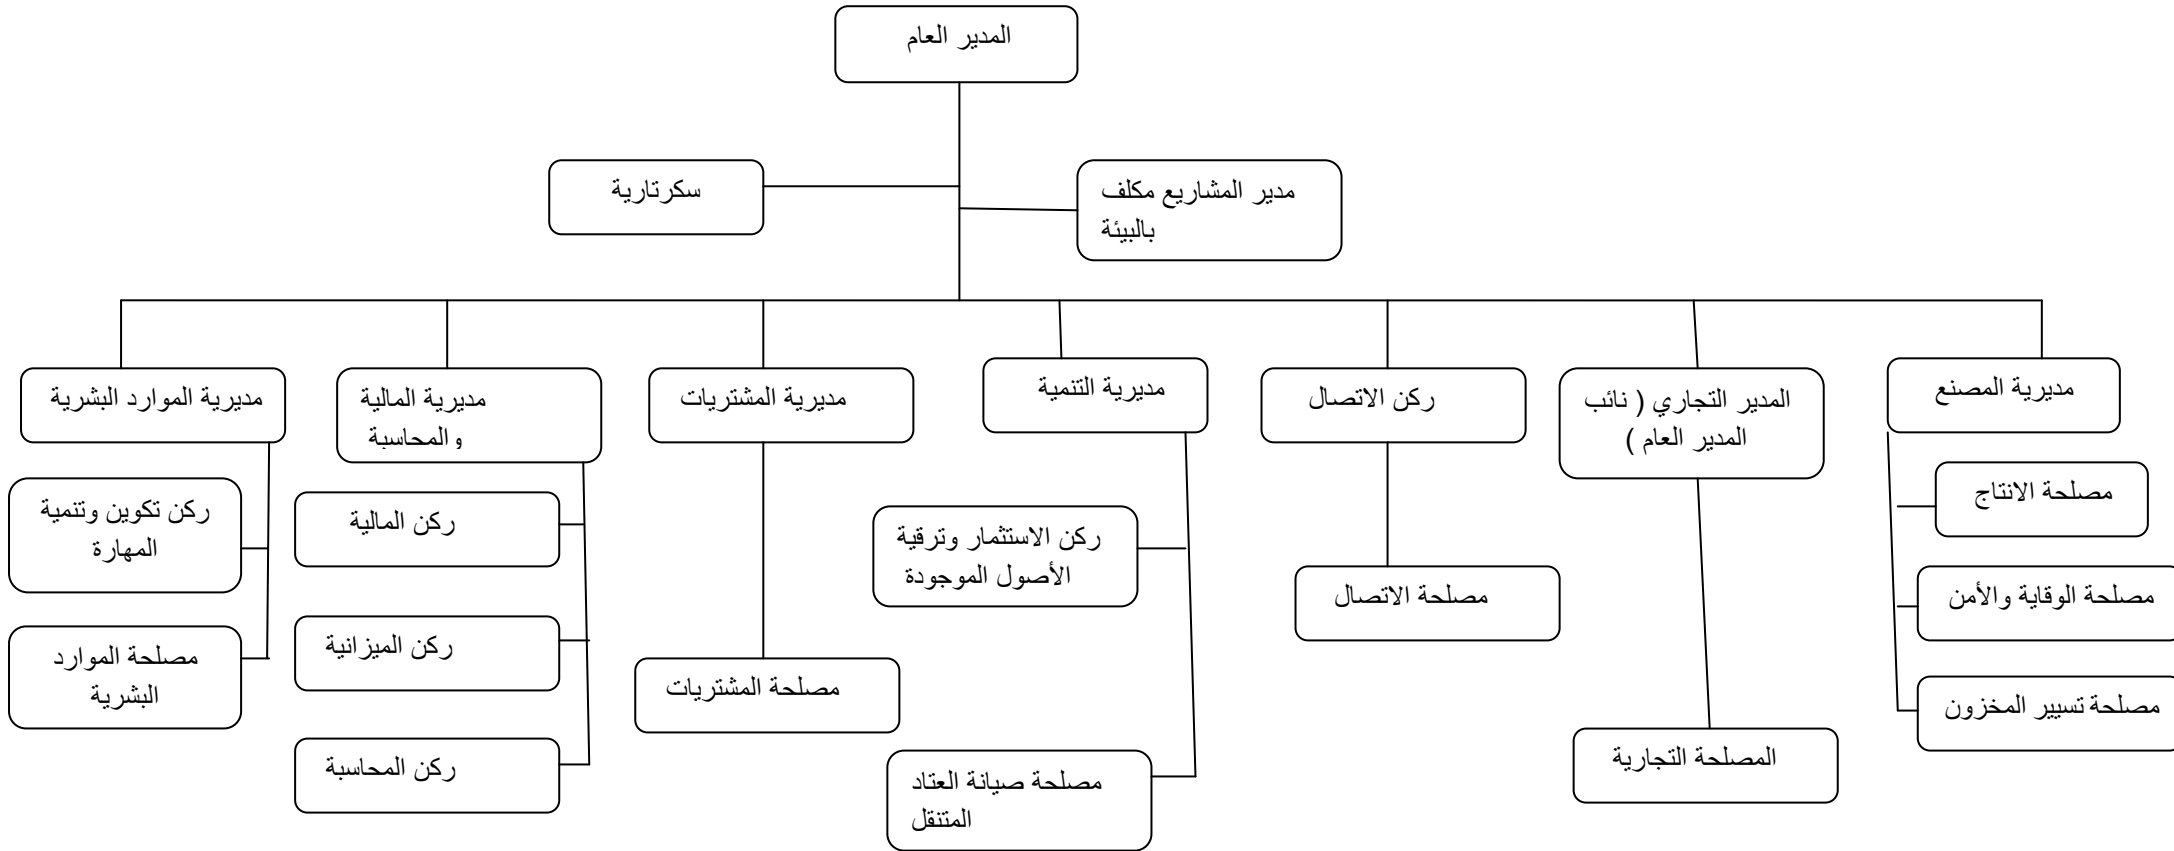 المدير العام
مدير المشاريع مكلف
بالبيئة
سكرتارية
مديرية المصنع
المدير التجاري ( نائب
المدير العام )
ركن الاتصال
مديرية التنمية
مديرية المشتريات
مديرية المالية
والمحاسبة
مديرية الموارد البشرية
مصلحة الانتاج
مصلحة الوقاية والأمن
مصلحة تسيير المخزون
المصلحة التجارية
مصلحة الاتصال
ركن الاستثمار وترقية
الأصول الموجودة
مصلحة صيانة العتاد
المتنقل
مصلحة المشتريات
ركن المالية
ركن الميزانية
ركن المحاسبة
ركن تكوين وتنمية
المهارة
مصلحة الموارد
البشرية